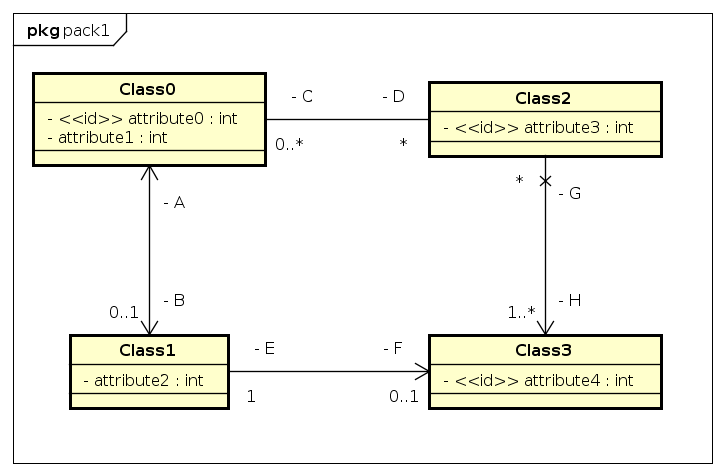 pkg pack1
Class0
- <<id>> attribute0 : int
- attribute1 : int
- C
- D
0..*
*
Class2
- <<id>> attribute3 : int
*
- G
- A
- B
0..1
- H
1..*
Class1
- attribute2 : int
- E
- F
1
0..1
Class3
- <<id>> attribute4 : int